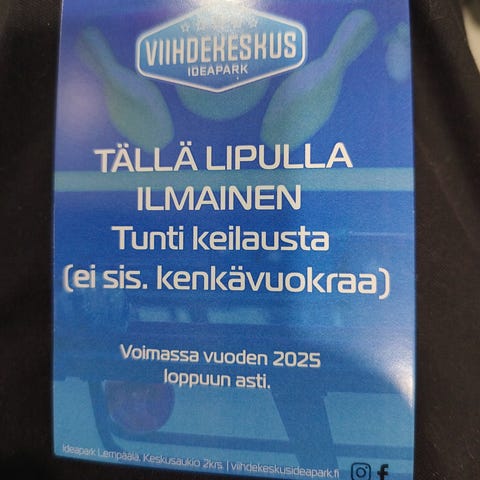 VIIHDEKESKUS
IDEAPARK
TÄLLÄ LIPULLA
ILMAINEN
Tunti keilausta
(ei sis. kenkävuokraa)
Voimassa vuoden 2025
loppuun asti.
Ideapark Lempäälä, Keskusaukio 2krs. | viihdekeskusideapark.fi